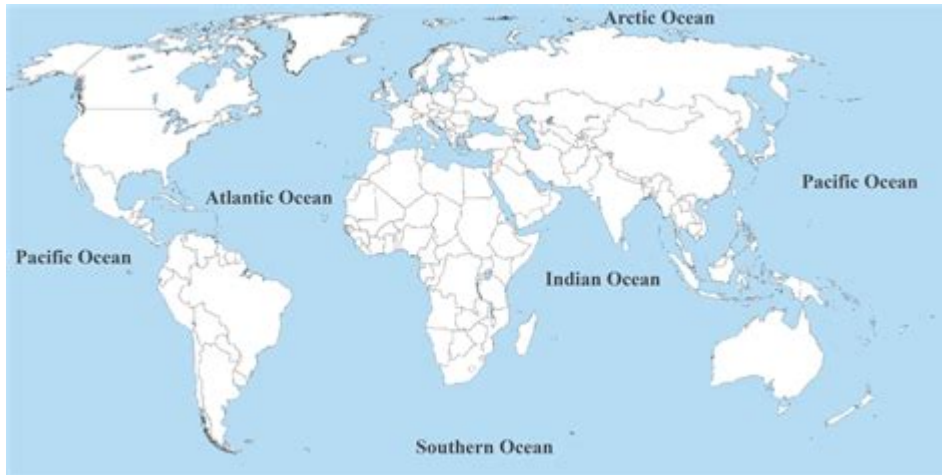 Arctic Ocean
Pacific Ocean
Atlantic Ocean
Pacific Ocean
Indian Ocean
Southern Ocean